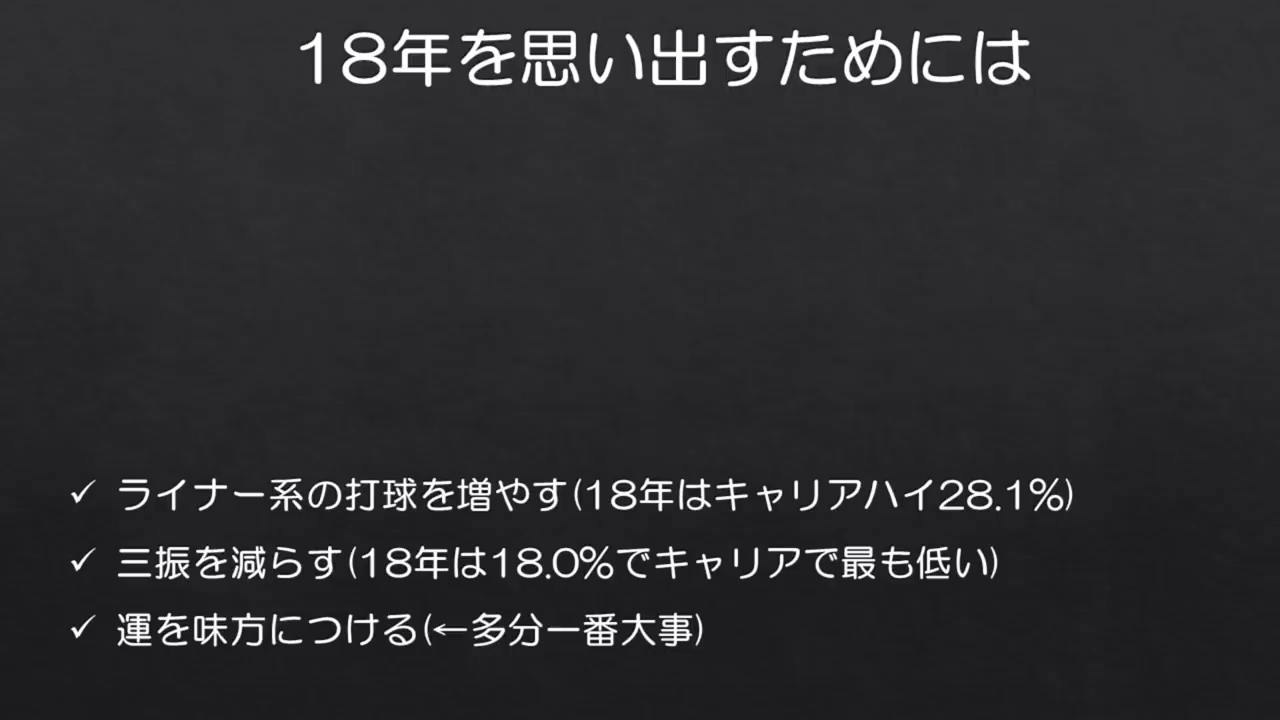 18年を思い出すためには
✓ ライナー系の打球を増やす(18年はキャリアハイ28.1%)
✓ 三振を減らす(18年は18.0%でキャリアで最も低い)
✓ 運を味方につける(←多分一番大事)